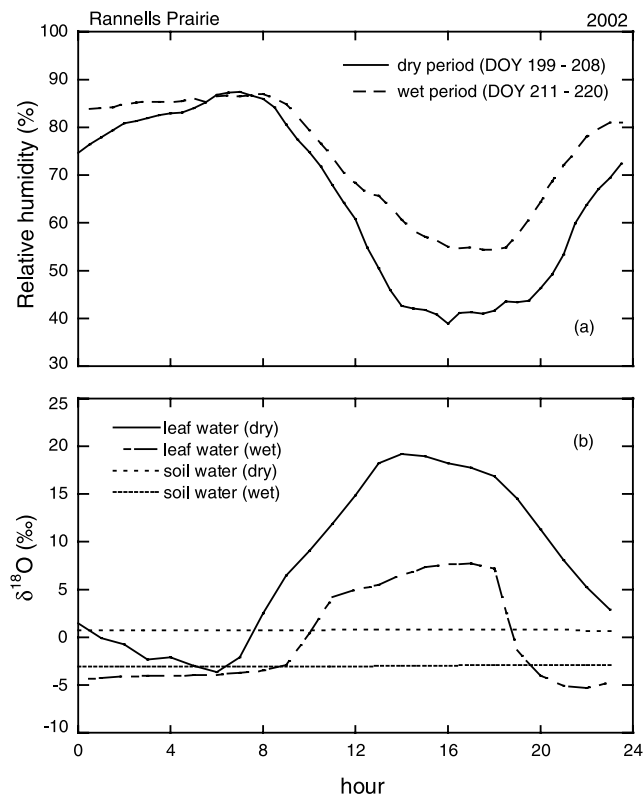 Rannells Prairie 2002
100
90
80
70
60
50
40
30
Relative humidity (%)
dry period (DOY 199 - 208)
wet period (DOY 211 - 220)
(a)
25
20
15
10
5
0
-5
-10
δ¹⁸O (‰)
leaf water (dry)
leaf water (wet)
soil water (dry)
soil water (wet)
(b)
0 4 8 12 16 20 24
hour